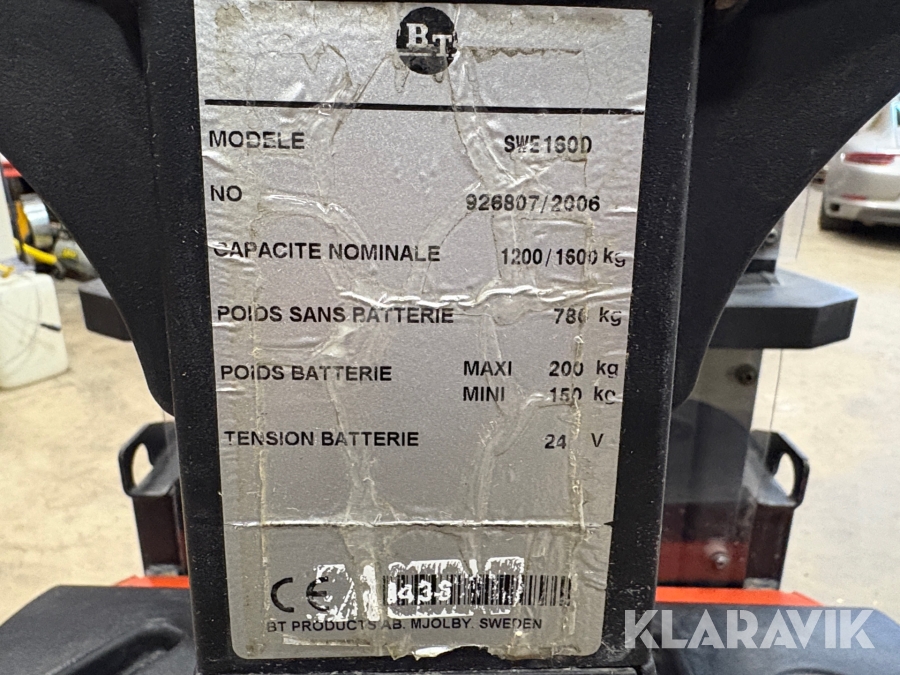 BT
MODELE SWE160D
NO 926807/2006
CAPACITE NOMINALE 1200/1600 kg
POIDS SANS BATTERIE 786 kg
POIDS BATTERIE MAXI 200 kg
MINI 150 kg
TENSION BATTERIE 24 V
CE
BT PRODUCTS AB. MJOLBY. SWEDEN
KLARAVIK